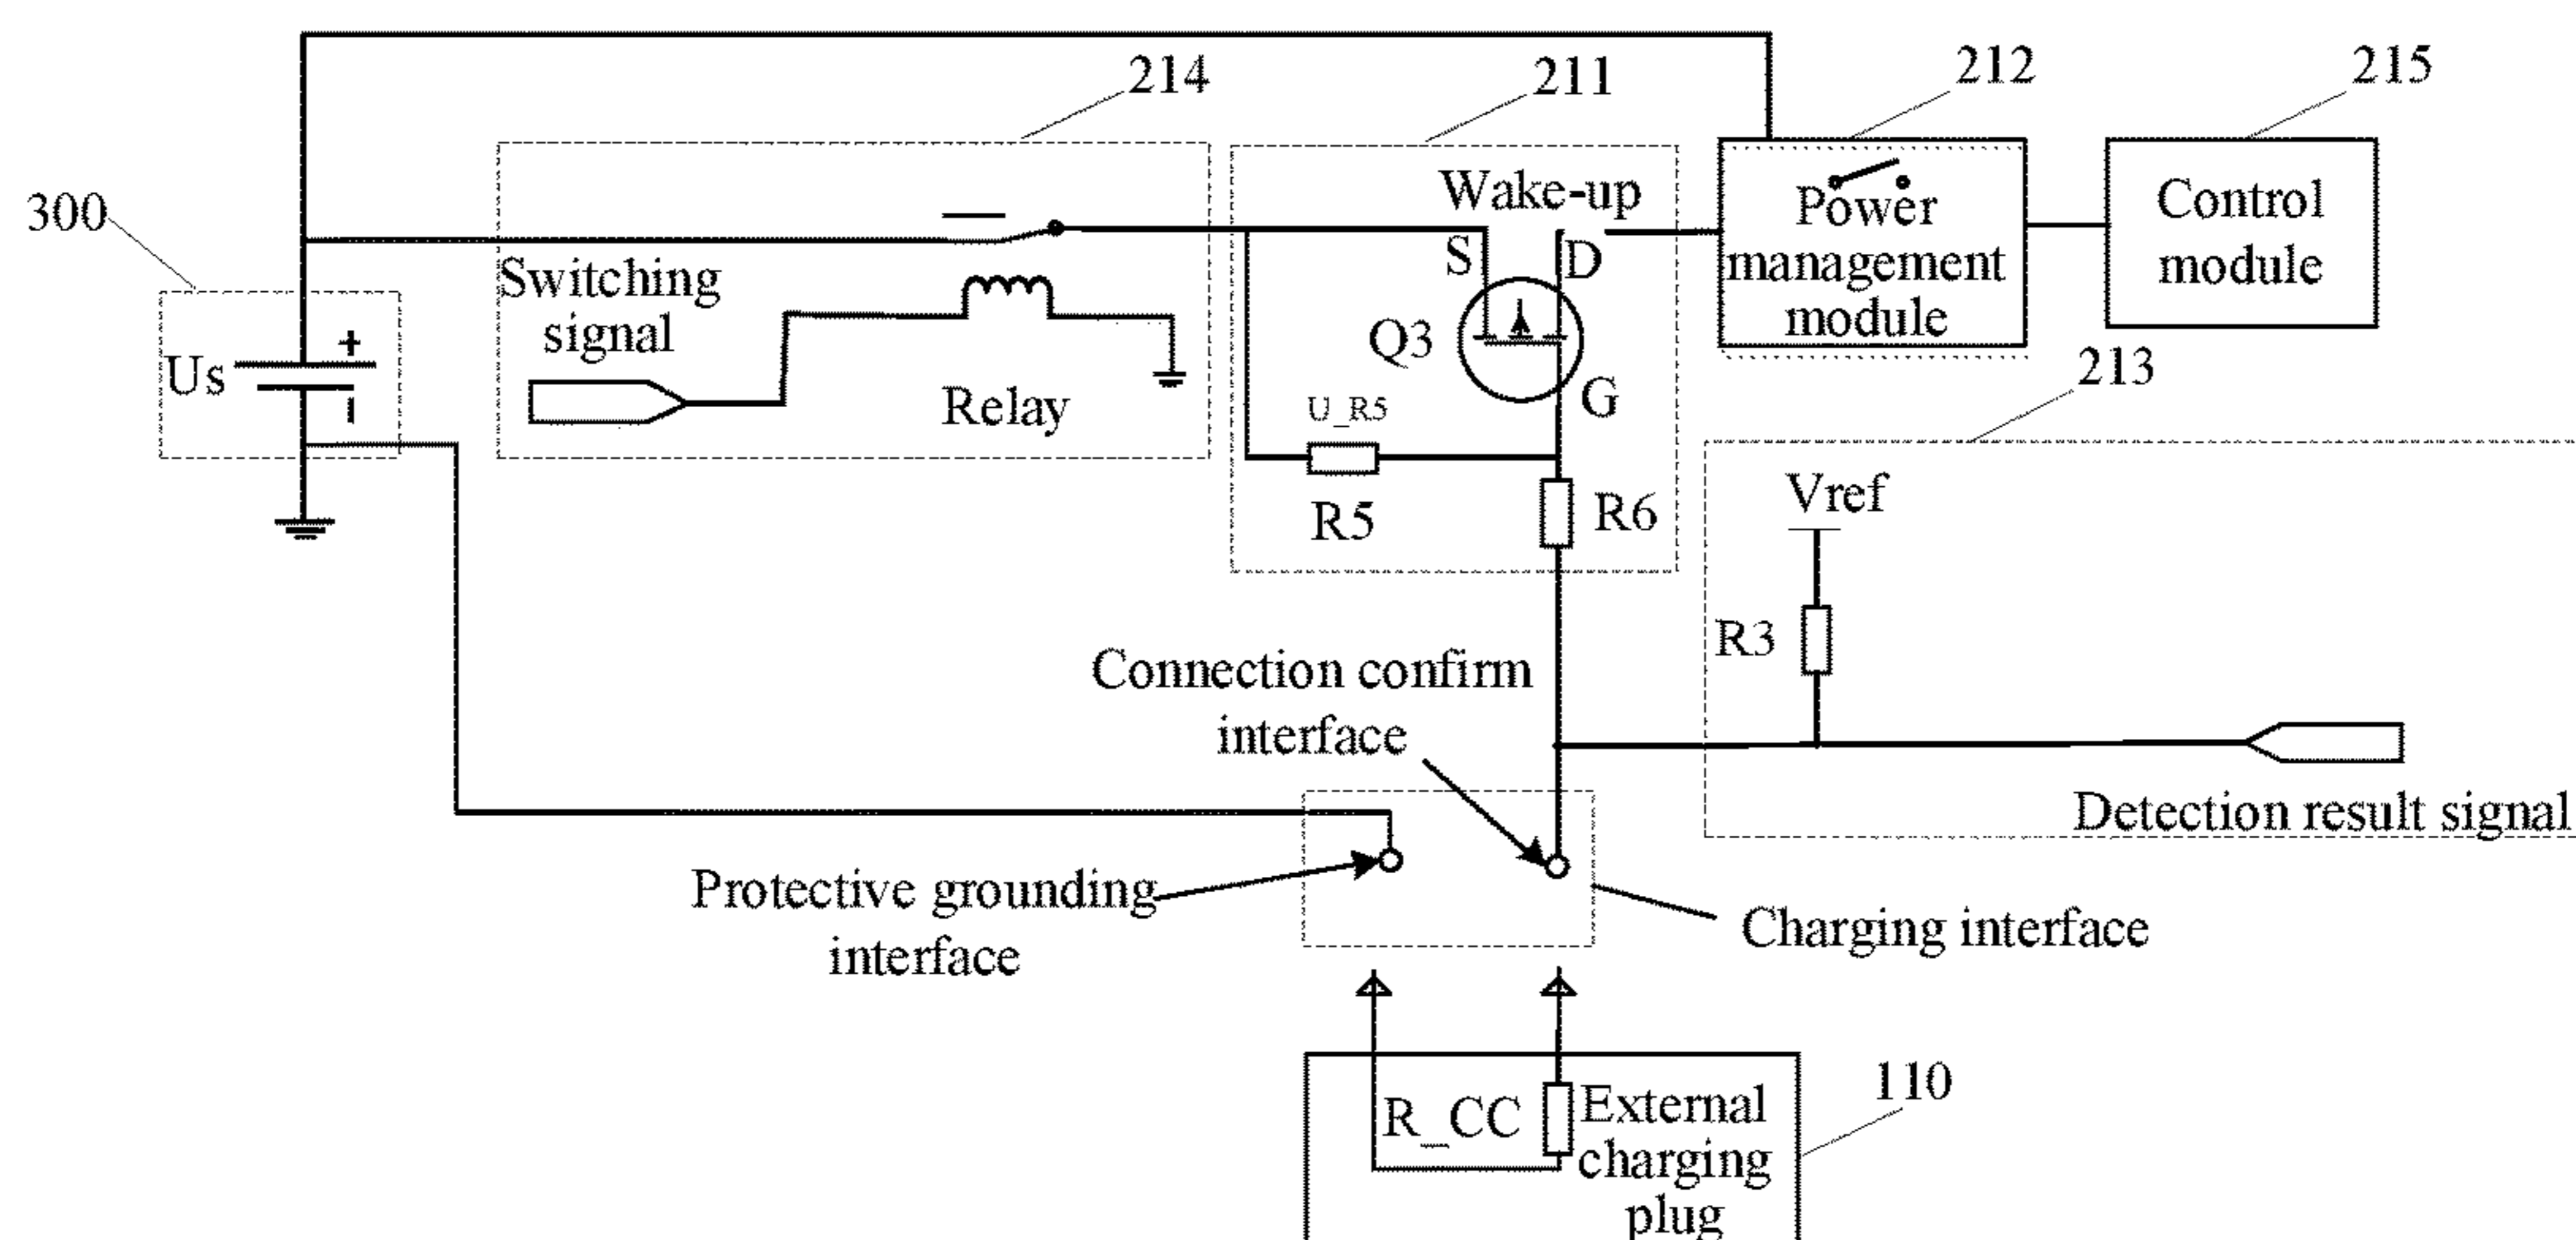 214
211
212
215
300
Wake-up
S
D
Power
management
module
Control
module
Switching
signal
Q3
G
Us
+
Relay
U_R5
R5
R6
213
Vref
R3
Connection confirm
interface
Detection result signal
Protective grounding
interface
Charging interface
R_CC
External
charging
plug
110